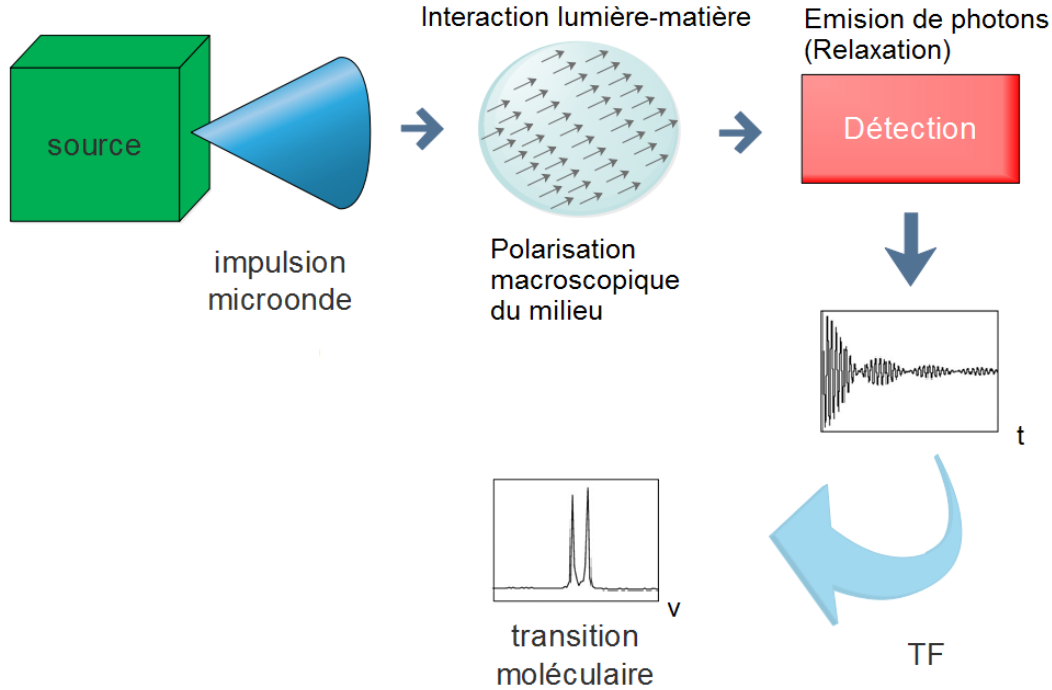 source
impulsion
microonde
Interaction lumière-matière
Polarisation
macroscopique
du milieu
Emision de photons
(Relaxation)
Détection
t
TF
v
transition
moléculaire